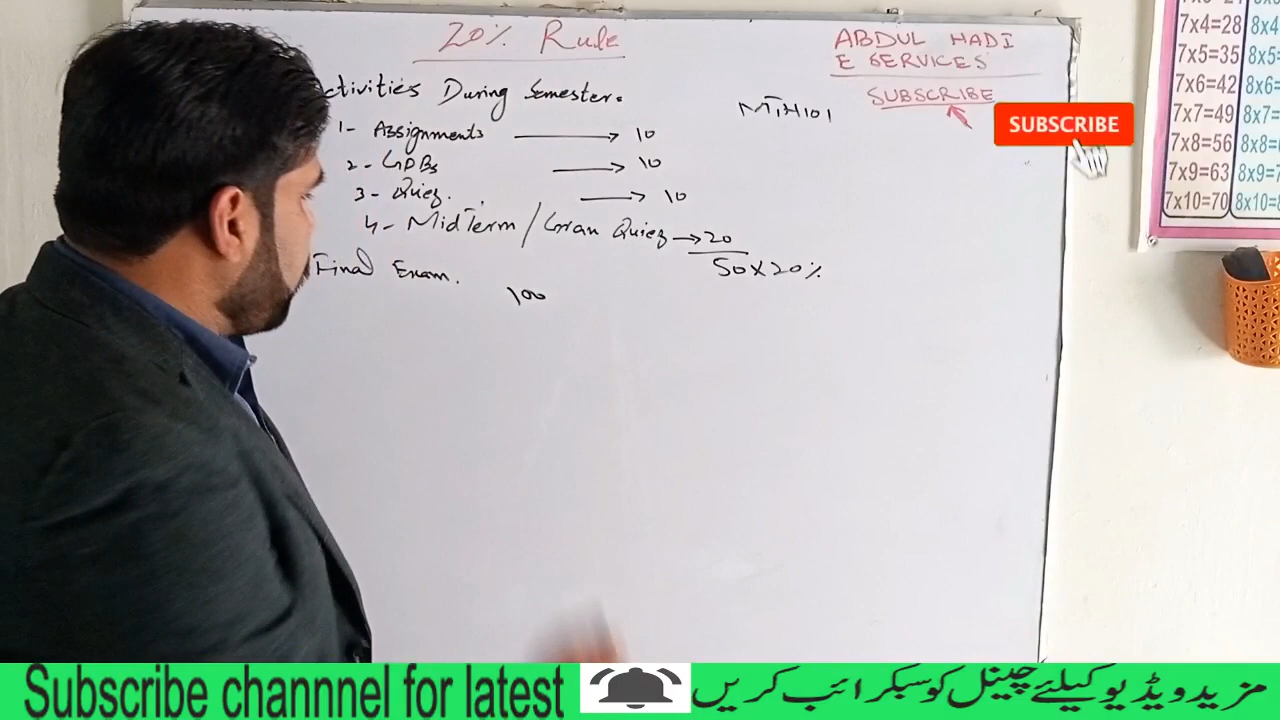 20% Rule
ctivities During Semester.
1- Assignments → 10
2- GDBs → 10
3- Quiez. → 10
4- MidTerm / Gran Quiez → 20
50 X 20%
Final Exam.
100
MTH101
ABDUL HADI
E SERVICES
SUBSCRIBE
SUBSCRIBE
7x4=28
7x5=35
7x6=42
7x7=49
7x8=56
7x9=63
7x10=70
8x4
8x5=
8x6=
8x7=
8x8=
8x9=7
8x10=8
Subscribe channnel for latest
مزید ویڈیو کیلئے چینل کو سبکرائب کریں